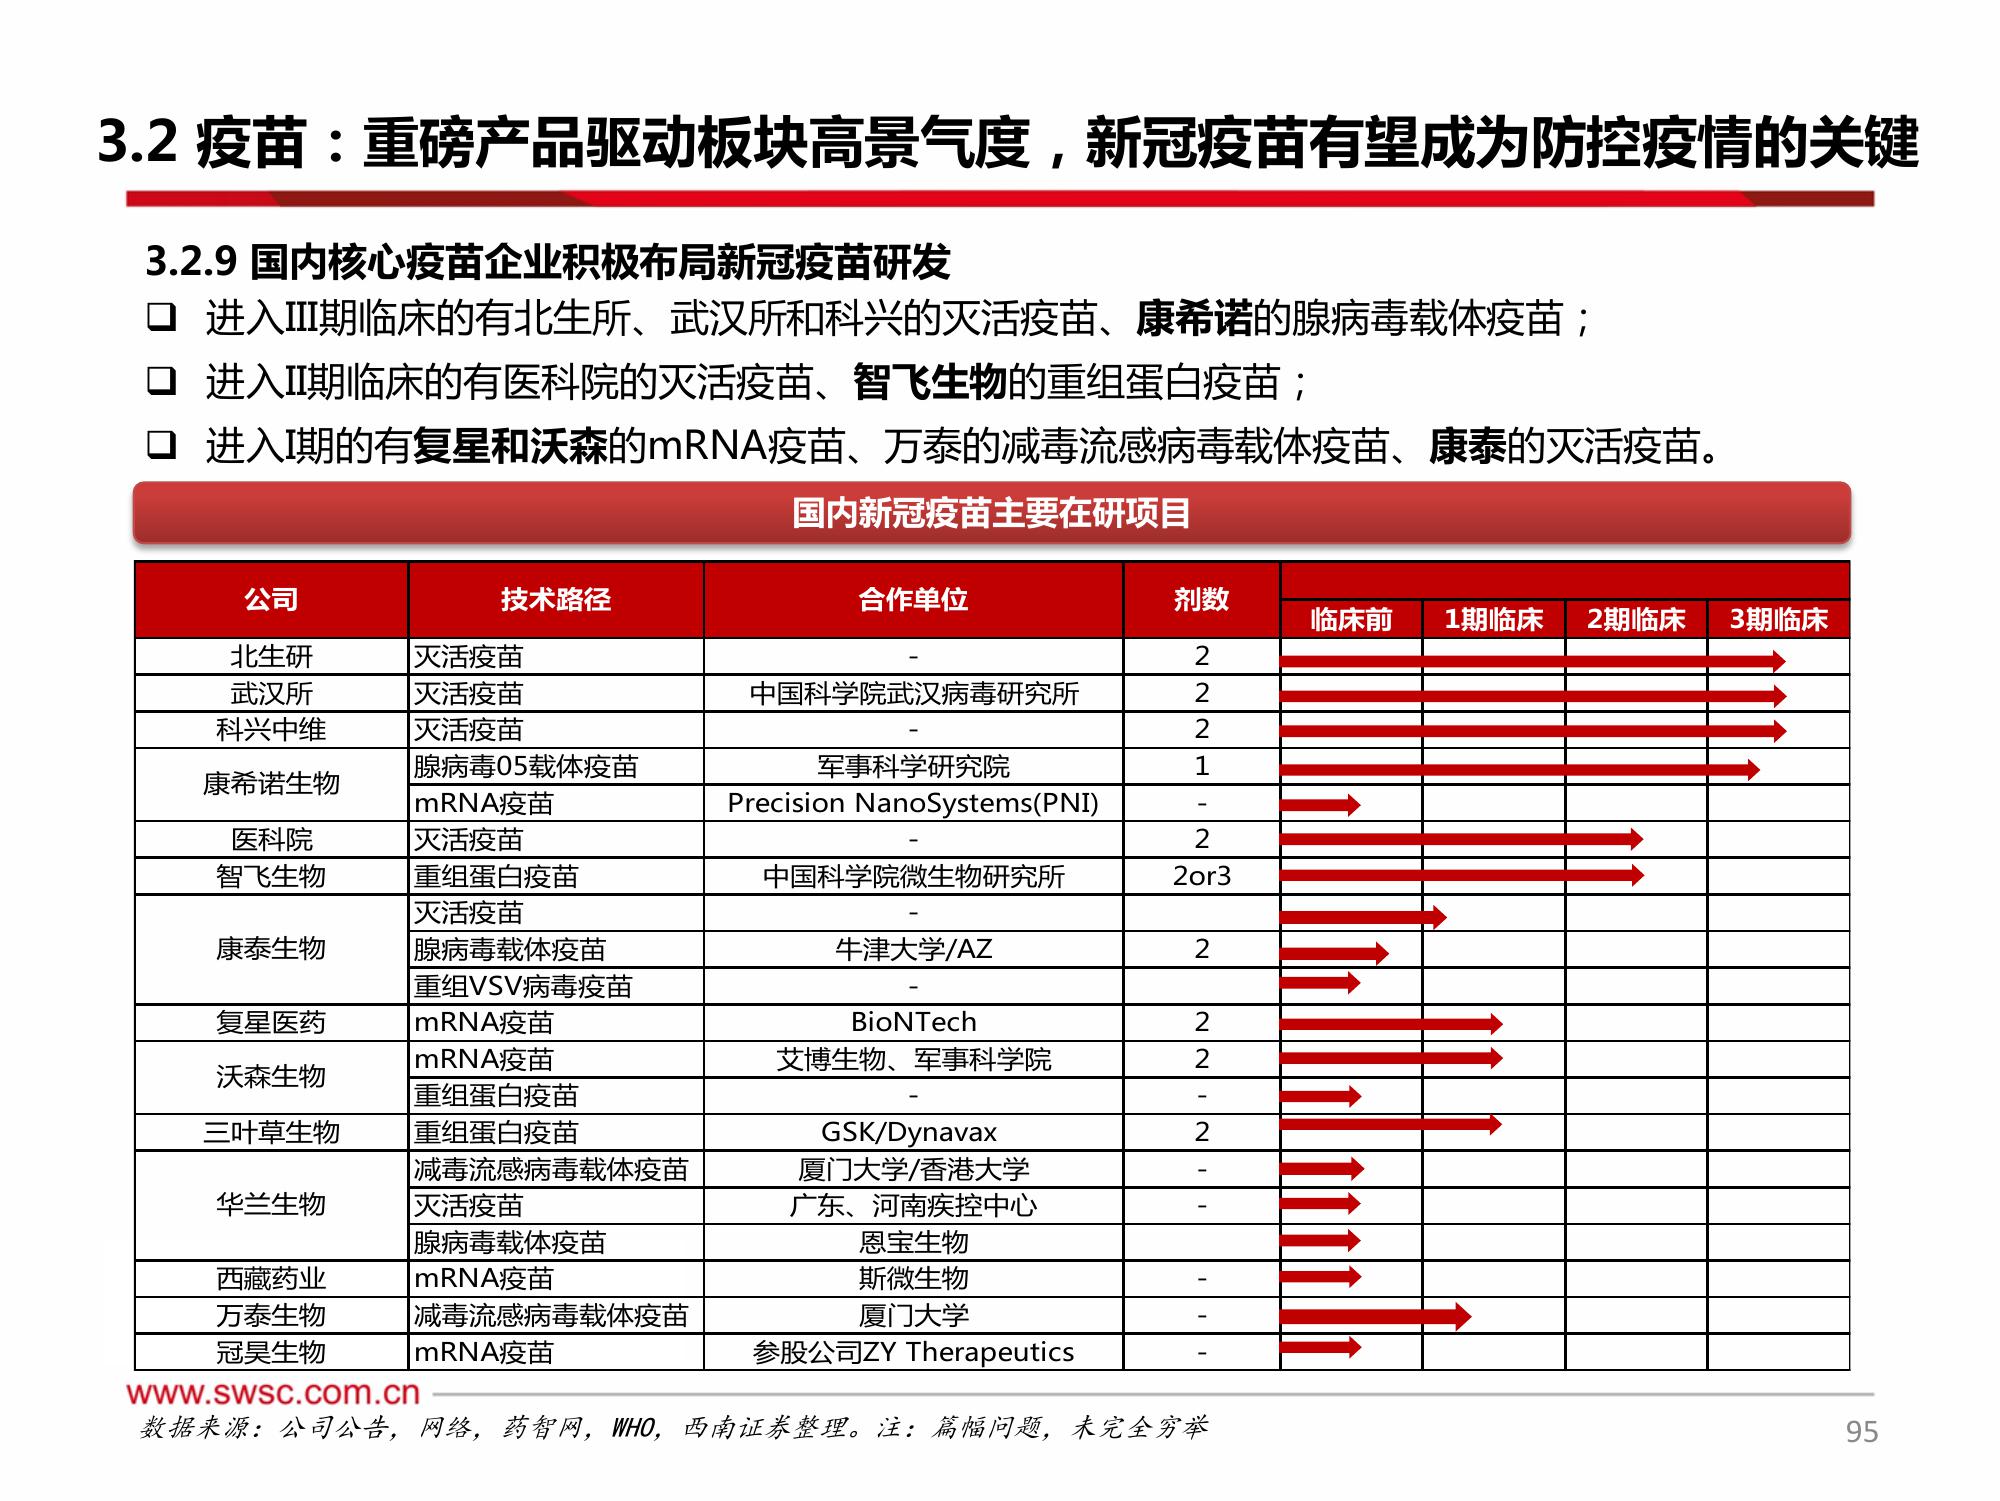 3.2 疫苗：重磅产品驱动板块高景气度，新冠疫苗有望成为防控疫情的关键
3.2.9 国内核心疫苗企业积极布局新冠疫苗研发
❑ 进入III期临床的有北生所、武汉所和科兴的灭活疫苗、康希诺的腺病毒载体疫苗；
❑ 进入II期临床的有医科院的灭活疫苗、智飞生物的重组蛋白疫苗；
❑ 进入I期的有复星和沃森的mRNA疫苗、万泰的减毒流感病毒载体疫苗、康泰的灭活疫苗。
国内新冠疫苗主要在研项目
公司 技术路径 合作单位 剂数 临床前 1期临床 2期临床 3期临床
北生研 灭活疫苗 - 2
武汉所 灭活疫苗 中国科学院武汉病毒研究所 2
科兴中维 灭活疫苗 - 2
康希诺生物 腺病毒05载体疫苗 军事科学研究院 1
mRNA疫苗 Precision NanoSystems(PNI) -
医科院 灭活疫苗 - 2
智飞生物 重组蛋白疫苗 中国科学院微生物研究所 2or3
康泰生物 灭活疫苗 -
腺病毒载体疫苗 牛津大学/AZ 2
重组VSV病毒疫苗 -
复星医药 mRNA疫苗 BioNTech 2
沃森生物 mRNA疫苗 艾博生物、军事科学院 2
重组蛋白疫苗 - -
三叶草生物 重组蛋白疫苗 GSK/Dynavax 2
华兰生物 减毒流感病毒载体疫苗 厦门大学/香港大学 -
灭活疫苗 广东、河南疾控中心 -
腺病毒载体疫苗 恩宝生物
西藏药业 mRNA疫苗 斯微生物 -
万泰生物 减毒流感病毒载体疫苗 厦门大学 -
冠昊生物 mRNA疫苗 参股公司ZY Therapeutics -
www.swsc.com.cn
数据来源：公司公告，网络，药智网，WHO，西南证券整理。注：篇幅问题，未完全穷举
95